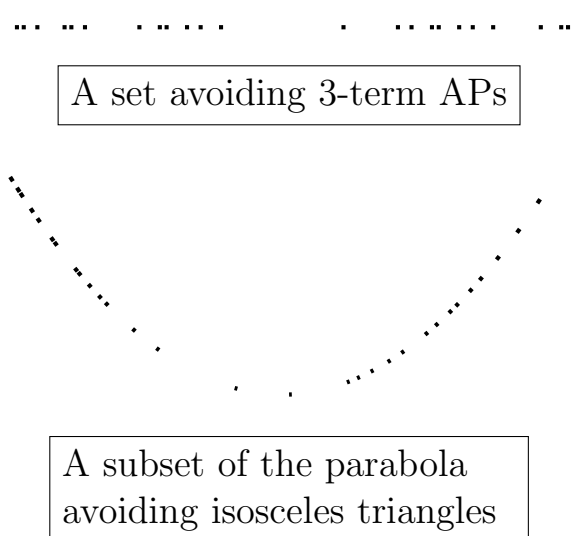 A set avoiding 3-term APs
A subset of the parabola
avoiding isosceles triangles